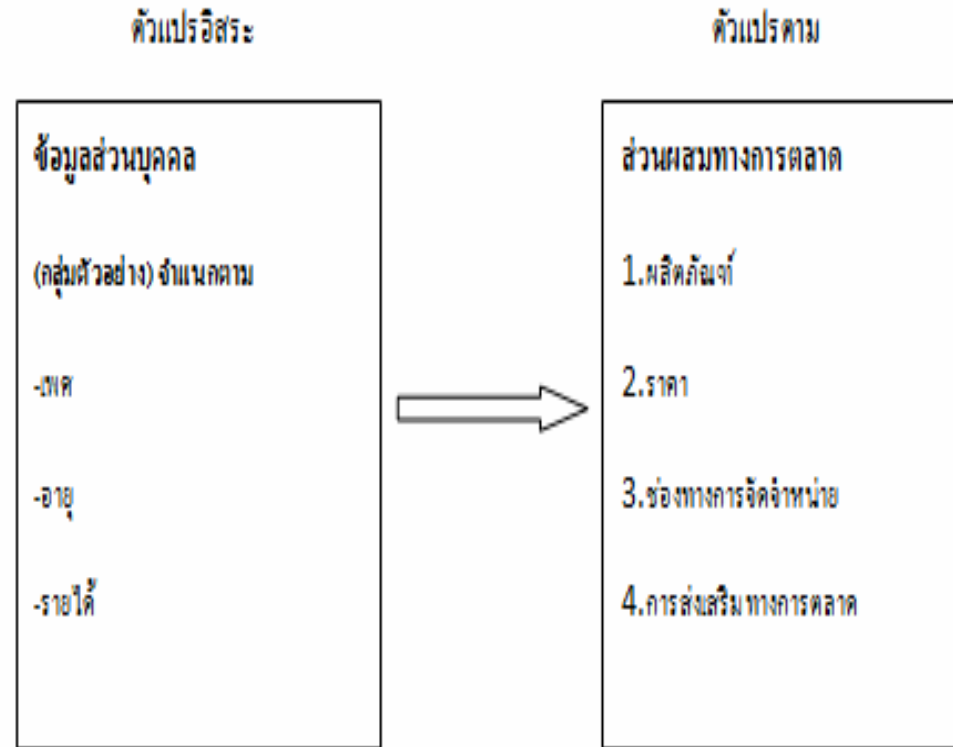 ตัวแปรอิสระ
ตัวแปรตาม
ข้อมูลส่วนบุคคล
(กลุ่มตัวอย่าง) จำแนกตาม
-เพศ
-อายุ
-รายได้
ส่วนผสมทางการตลาด
1.ผลิตภัณฑ์
2.ราคา
3.ช่องทางการจัดจำหน่าย
4.การส่งเสริมทางการตลาด